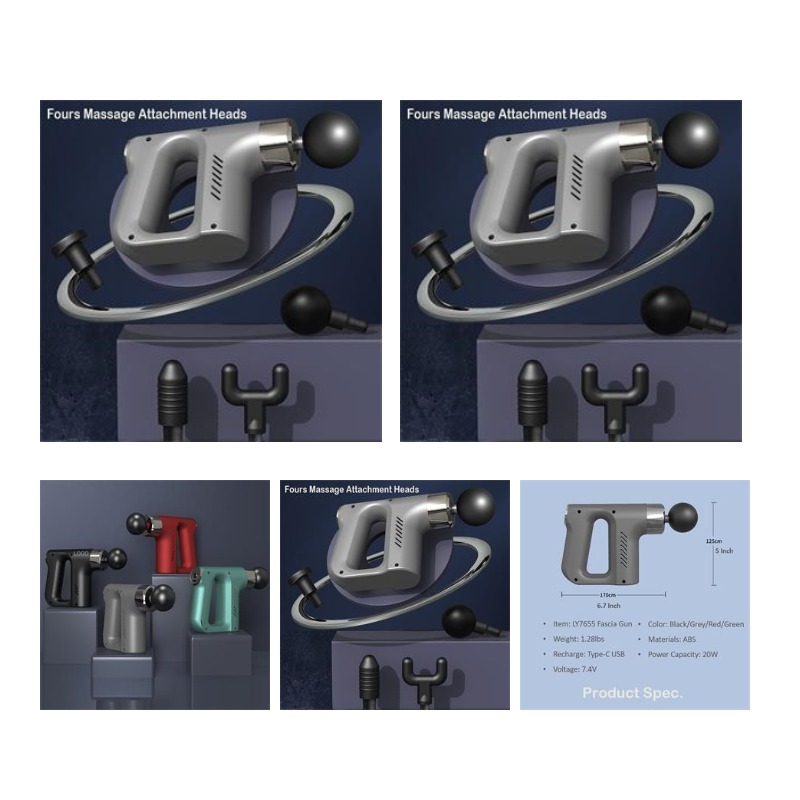 Fours Massage Attachment Heads
Fours Massage Attachment Heads
LOGO
Fours Massage Attachment Heads
125cm
5 Inch
170cm
6.7 Inch
• Item: LY7655 Fascia Gun
• Color: Black/Grey/Red/Green
• Weight: 1.28lbs
• Materials: ABS
• Recharge: Type-C USB
• Power Capacity: 20W
• Voltage: 7.4V
Product Spec.